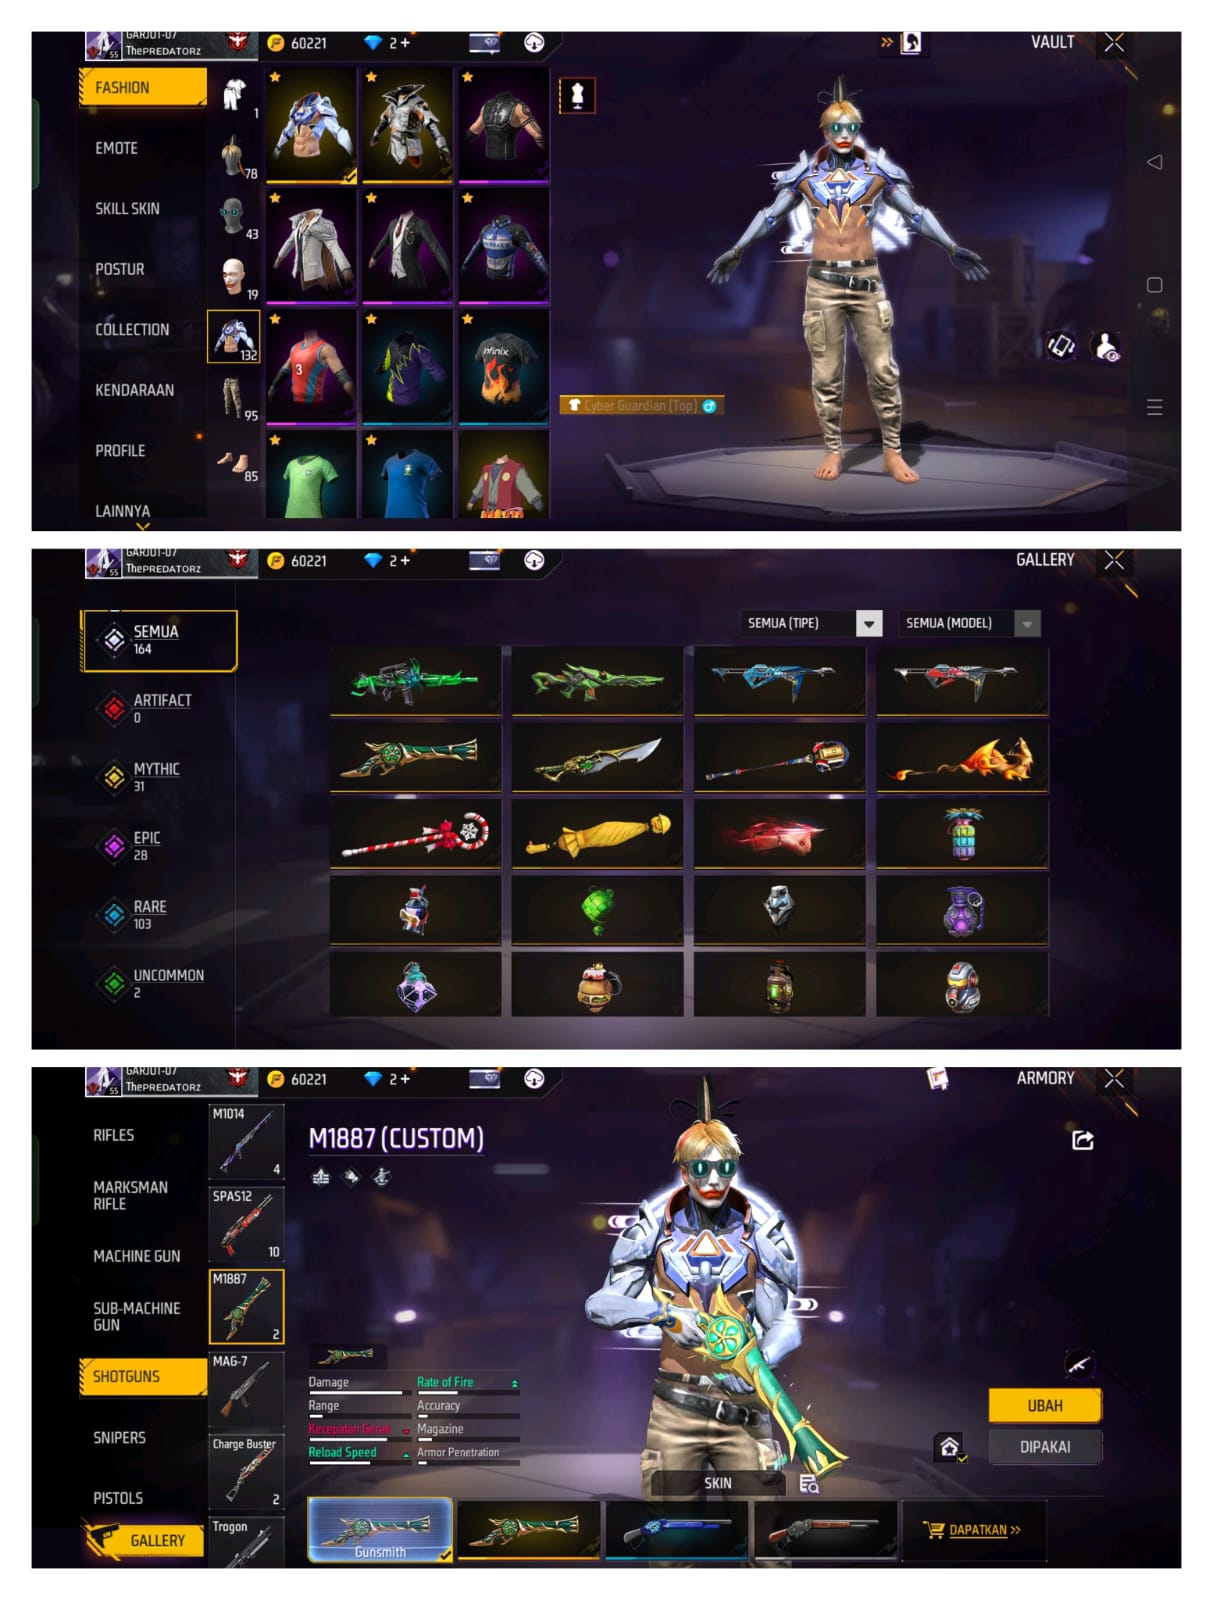 GARJOT-07
ThePREDATORZ
55
60221
2 +
VAULT
FASHION
EMOTE
SKILL SKIN
POSTUR
COLLECTION
KENDARAAN
PROFILE
LAINNYA
1
78
43
19
132
95
85
3
nfinix
Cyber Guardian (Top)
GARJOT-07
ThePREDATORZ
55
60221
2 +
GALLERY
SEMUA
164
ARTIFACT
0
MYTHIC
31
EPIC
28
RARE
103
UNCOMMON
2
SEMUA (TIPE)
SEMUA (MODEL)
GARJOT-07
ThePREDATORZ
55
60221
2 +
ARMORY
RIFLES
MARKSMAN
RIFLE
MACHINE GUN
SUB-MACHINE
GUN
SHOTGUNS
SNIPERS
PISTOLS
GALLERY
M1014
4
SPAS12
10
M1887
2
MAG-7
Charge Buster
2
Trogon
M1887 (CUSTOM)
Damage
Rate of Fire
Range
Accuracy
Kecepatan Gerak
Magazine
Reload Speed
Armor Penetration
UBAH
DIPAKAI
SKIN
Gunsmith
DAPATKAN >>